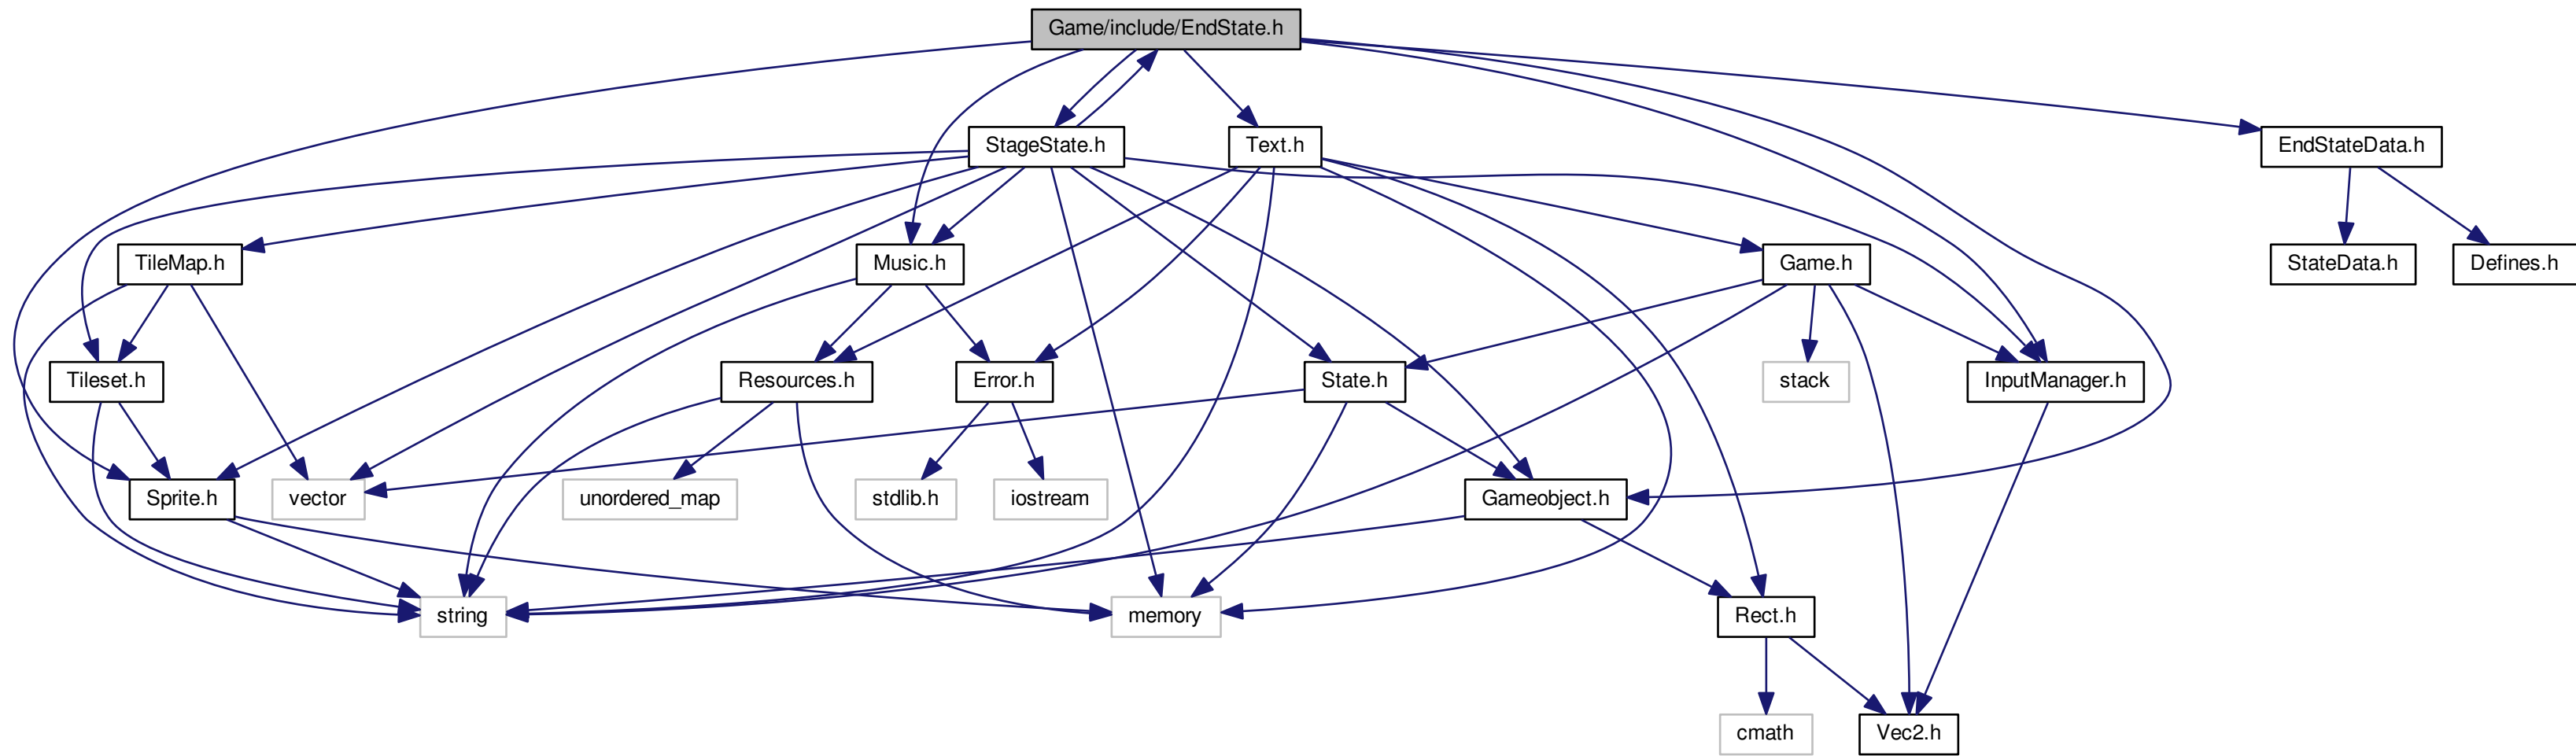 Game/include/EndState.h
StageState.h
Text.h
EndStateData.h
TileMap.h
Music.h
Game.h
StateData.h
Defines.h
Tileset.h
Resources.h
Error.h
State.h
stack
InputManager.h
Sprite.h
vector
unordered_map
stdlib.h
iostream
Gameobject.h
string
memory
Rect.h
cmath
Vec2.h